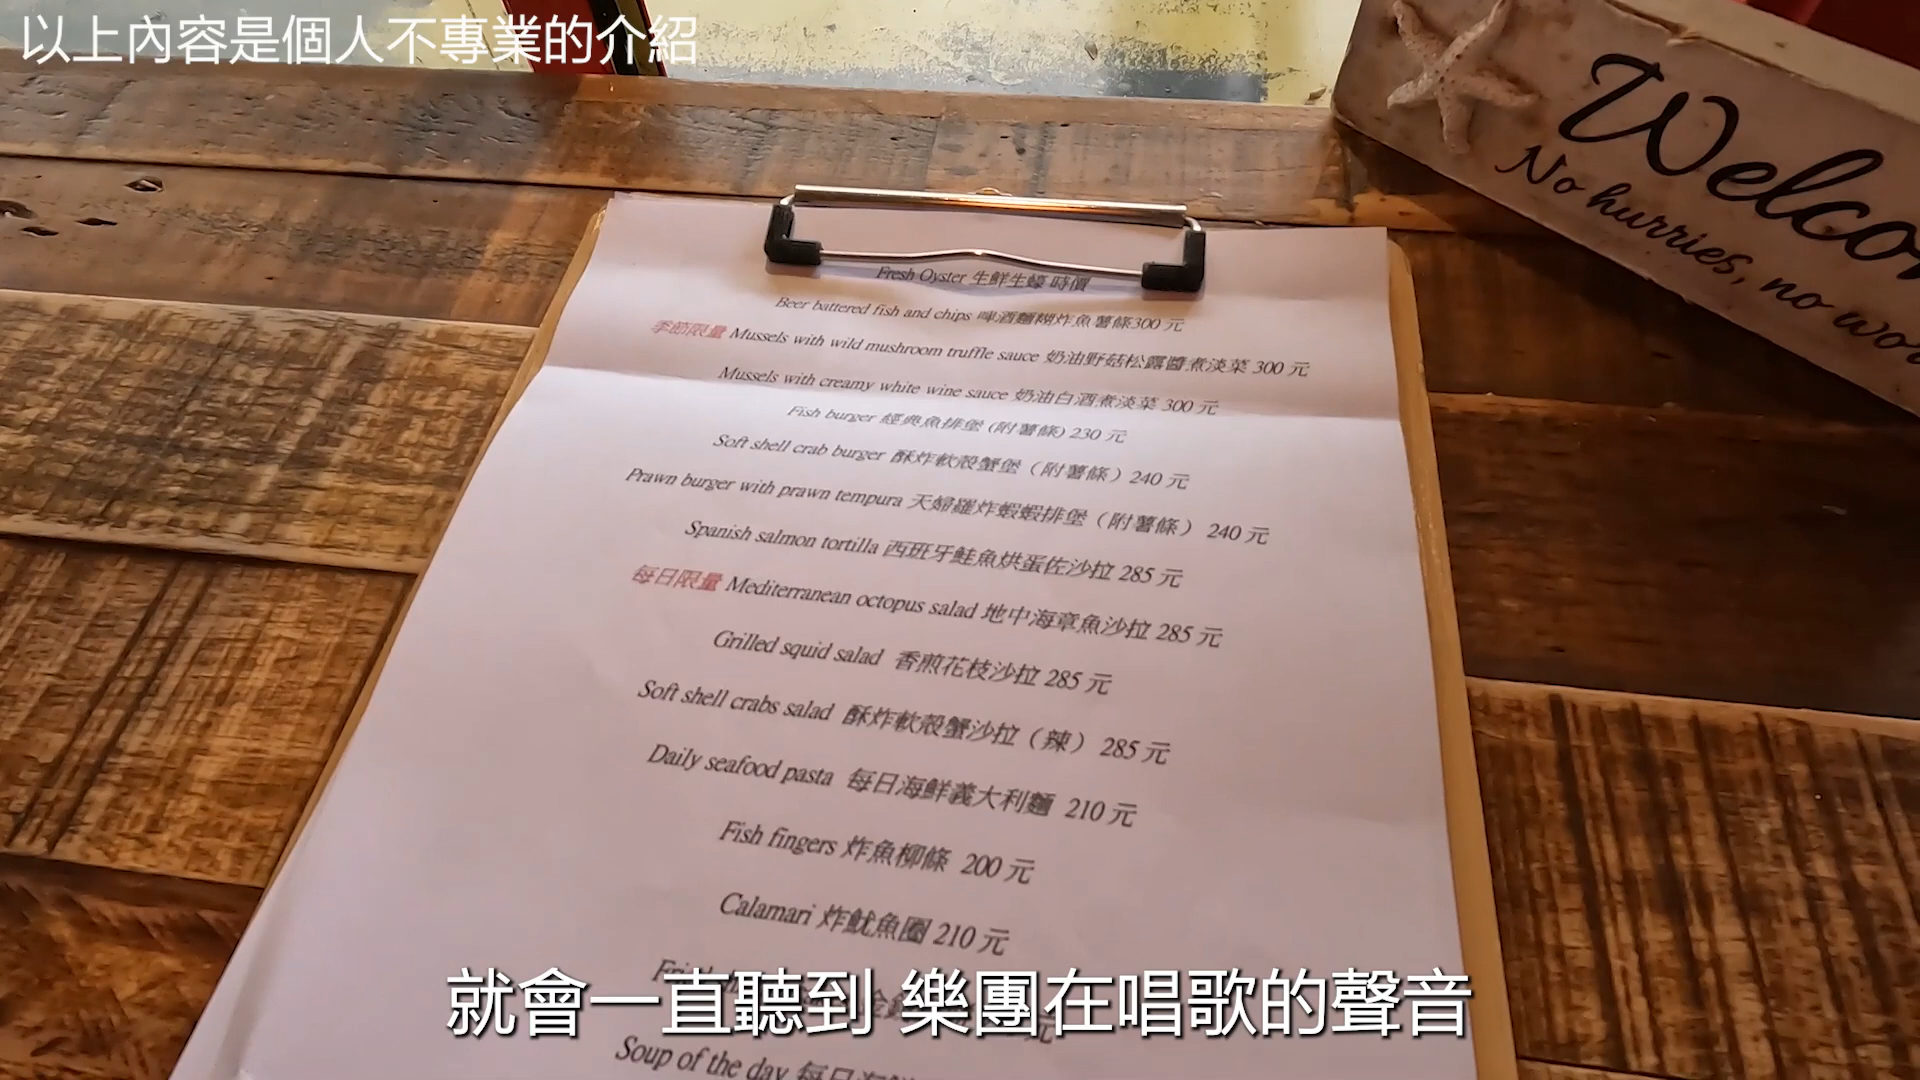 以上內容是個人不專業的介紹
Welco
No hurries, no wor
Fresh Oyster 生鮮生蠔 時價
Beer battered fish and chips 啤酒麵糊炸魚薯條300 元
季節限量 Mussels with wild mushroom truffle sauce 奶油野菇松露醬煮淡菜 300 元
Mussels with creamy white wine sauce 奶油白酒煮淡菜 300 元
Fish burger 經典魚排堡 (附薯條) 230 元
Soft shell crab burger 酥炸軟殼蟹堡（附薯條）240 元
Prawn burger with prawn tempura 天婦羅炸蝦蝦排堡（附薯條） 240 元
Spanish salmon tortilla 西班牙鮭魚烘蛋佐沙拉 285 元
每日限量 Mediterranean octopus salad 地中海章魚沙拉 285 元
Grilled squid salad 香煎花枝沙拉 285 元
Soft shell crabs salad 酥炸軟殼蟹沙拉（辣） 285 元
Daily seafood pasta 每日海鮮義大利麵 210 元
Fish fingers 炸魚柳條 200 元
Calamari 炸魷魚圈 210 元
就會一直聽到 樂團在唱歌的聲音
Soup of the day 每日海鮮